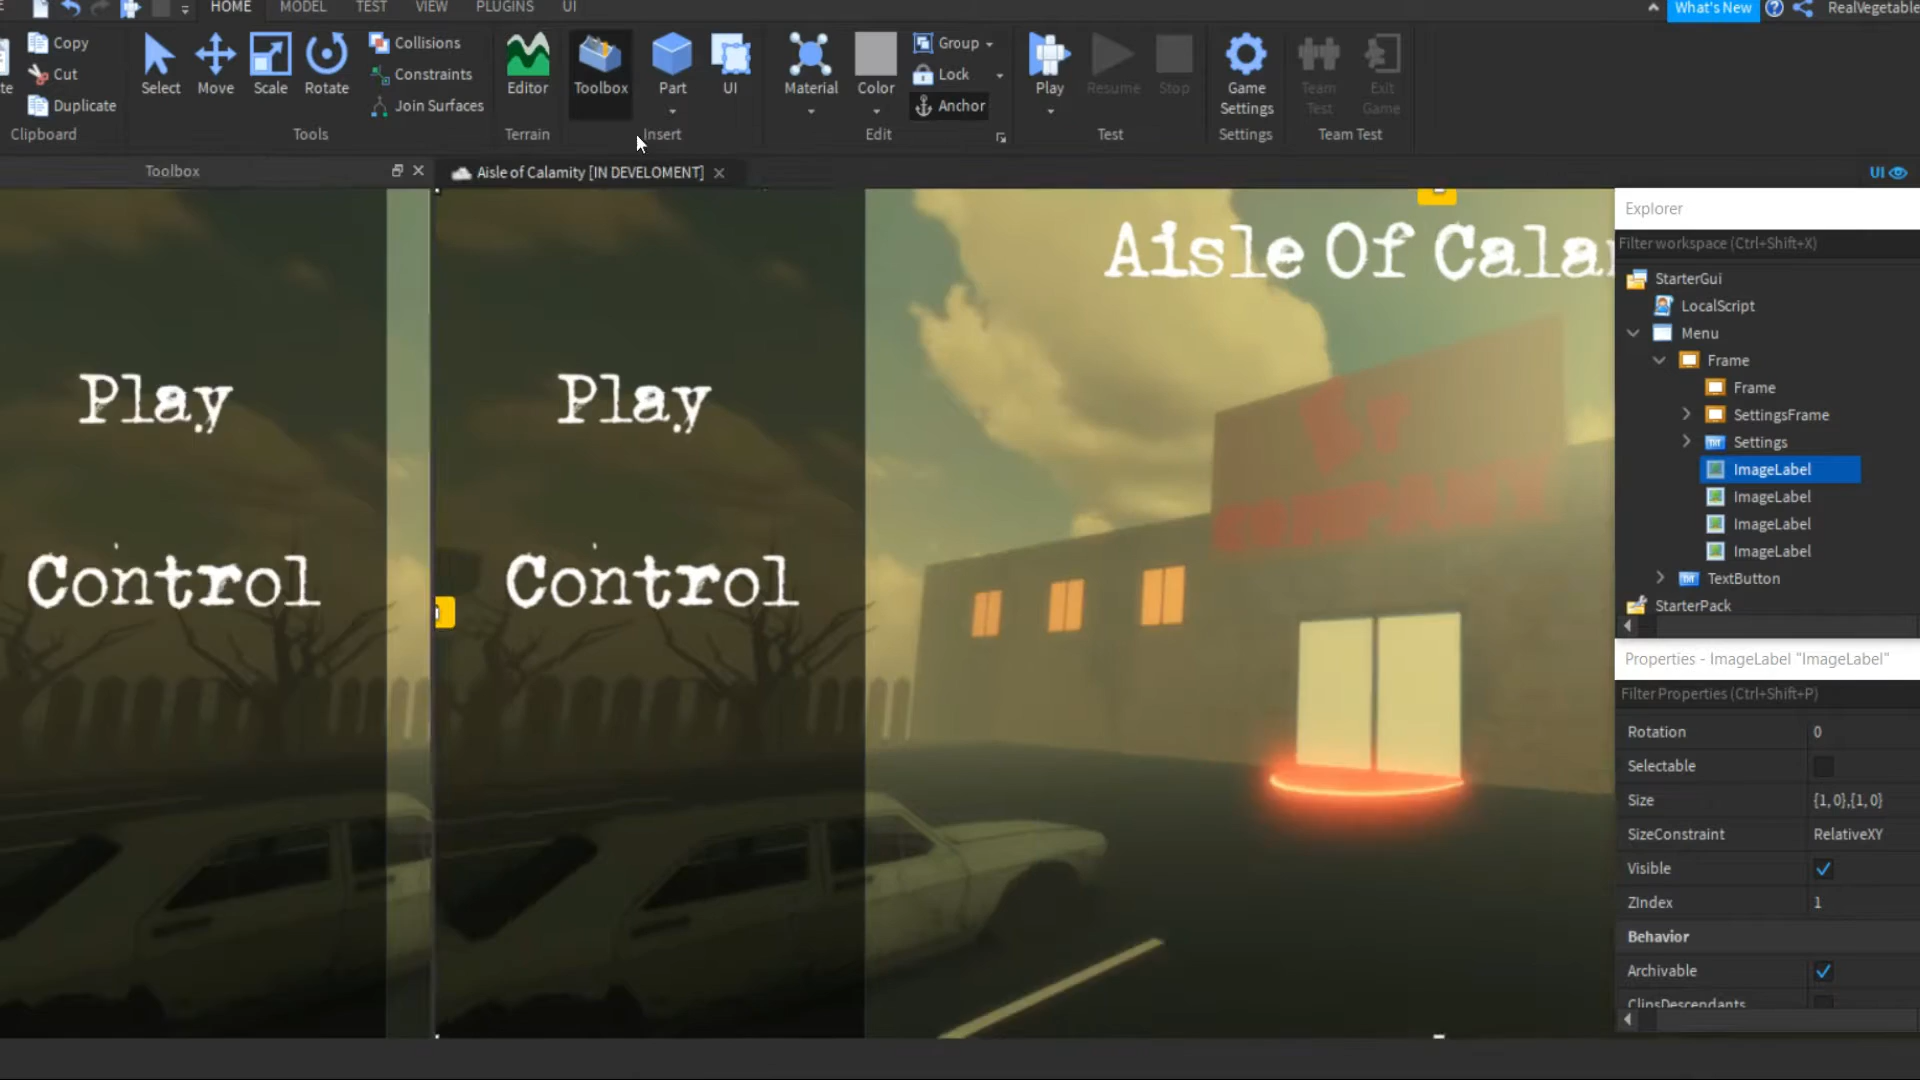 HOME MODEL TEST VIEW PLUGINS UI
What's New RealVegetable
Copy
Cut
Duplicate
Clipboard
Select Move Scale Rotate
Collisions
Constraints
Join Surfaces
Tools
Editor
Terrain
Toolbox Part UI
Insert
Material Color
Group
Lock
Anchor
Edit
Play Resume Stop
Test
Game
Settings
Settings
Team
Test
Exit
Game
Team Test
Toolbox
Aisle of Calamity [IN DEVELOMENT]
UI
Play
Control
Play
Control
Aisle Of Cala
COMPANY
Explorer
Filter workspace (Ctrl+Shift+X)
StarterGui
LocalScript
Menu
Frame
Frame
SettingsFrame
Settings
ImageLabel
ImageLabel
ImageLabel
ImageLabel
TextButton
StarterPack
Properties - ImageLabel "ImageLabel"
Filter Properties (Ctrl+Shift+P)
Rotation 0
Selectable
Size {1, 0},{1, 0}
SizeConstraint RelativeXY
Visible
ZIndex 1
Behavior
Archivable
ClipsDescendants